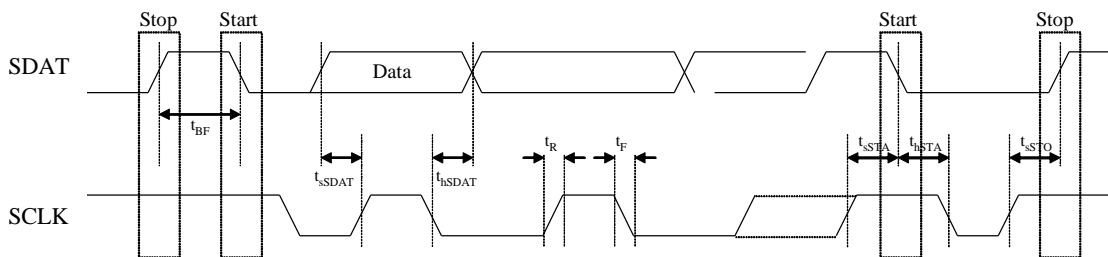 Stop Start Start Stop
SDAT Data
tBF tR tF tsSTA thSTA tsSTO
tsSDAT thSDAT
SCLK